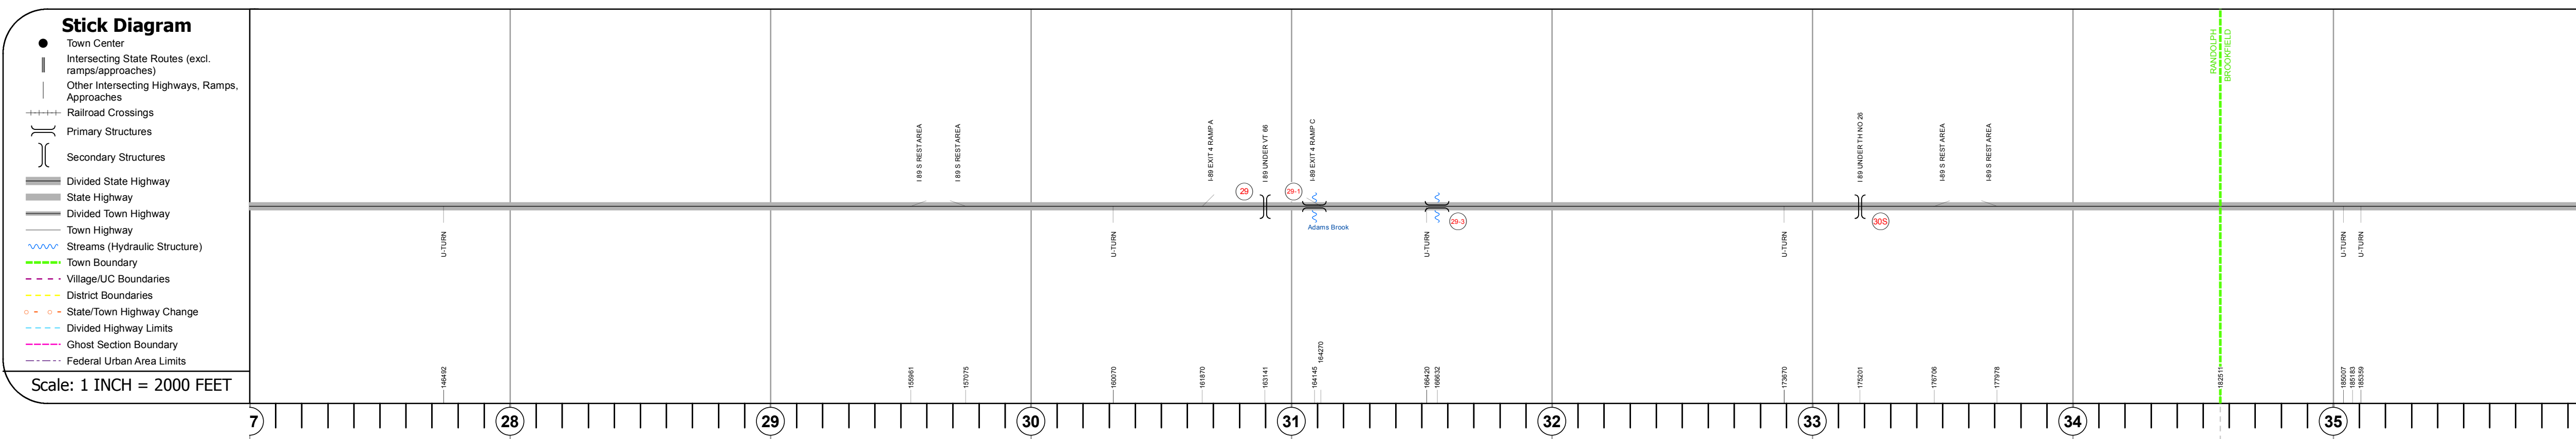 Stick Diagram
Town Center
Intersecting State Routes (excl.
ramps/approaches)
Other Intersecting Highways, Ramps,
Approaches
Railroad Crossings
Primary Structures
Secondary Structures
Divided State Highway
State Highway
Divided Town Highway
Town Highway
Streams (Hydraulic Structure)
Town Boundary
Village/UC Boundaries
District Boundaries
State/Town Highway Change
Divided Highway Limits
Ghost Section Boundary
Federal Urban Area Limits
Scale: 1 INCH = 2000 FEET
RANDOLPH
BROOKFIELD
I 89 S REST AREA
I 89 S REST AREA
I-89 EXIT 4 RAMP A
I 89 UNDER VT 66
I-89 EXIT 4 RAMP C
I 89 UNDER TH NO 26
I-89 S REST AREA
I-89 S REST AREA
29
29-1
29-3
30S
Adams Brook
U-TURN
U-TURN
U-TURN
U-TURN
U-TURN
U-TURN
146492
155961
157075
160070
161870
163141
164145
164270
166420
166632
173670
175201
176706
177978
182511
185007
185183
185359
7
28
29
30
31
32
33
34
35